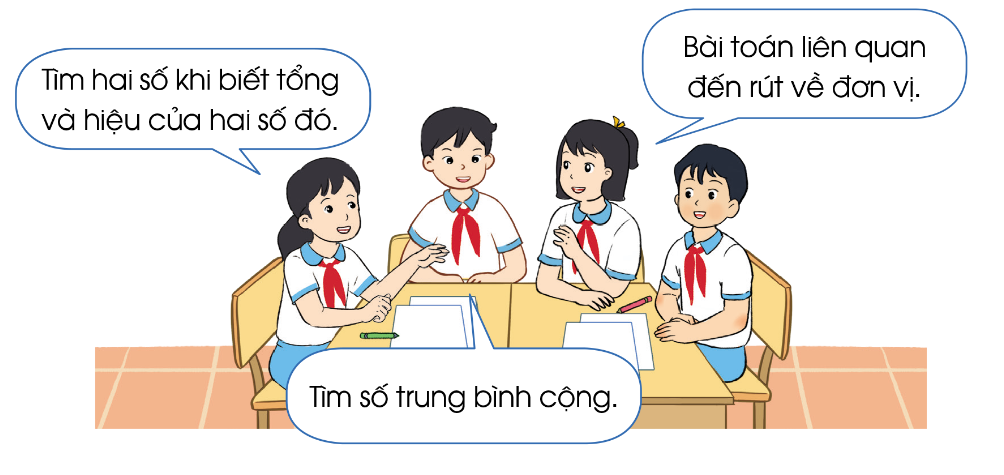 Tìm hai số khi biết tổng
và hiệu của hai số đó.
Bài toán liên quan
đến rút về đơn vị.
Tìm số trung bình cộng.